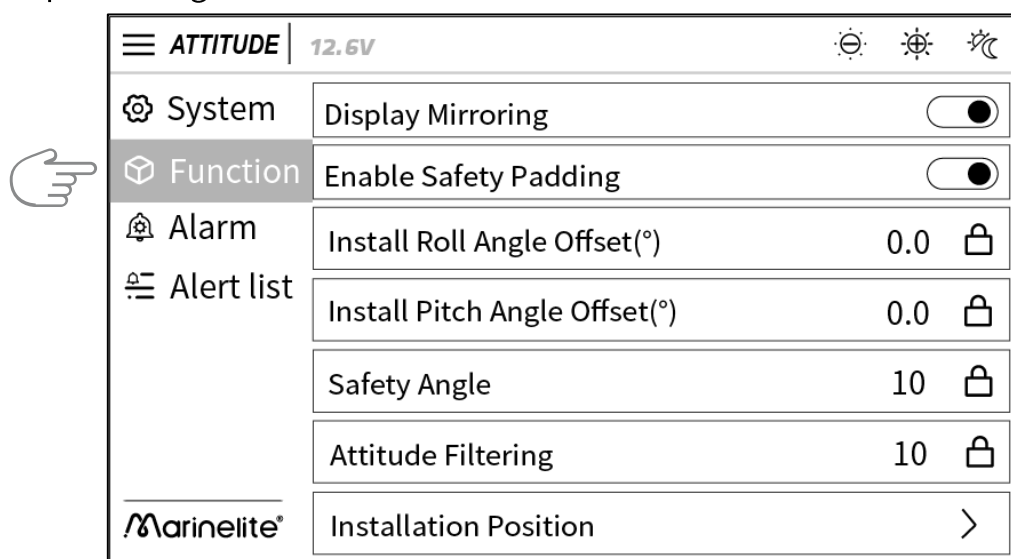 ATTITUDE 12.6V
System
Function
Alarm
Alert list
Marinelite®
Display Mirroring
Enable Safety Padding
Install Roll Angle Offset(°) 0.0
Install Pitch Angle Offset(°) 0.0
Safety Angle 10
Attitude Filtering 10
Installation Position